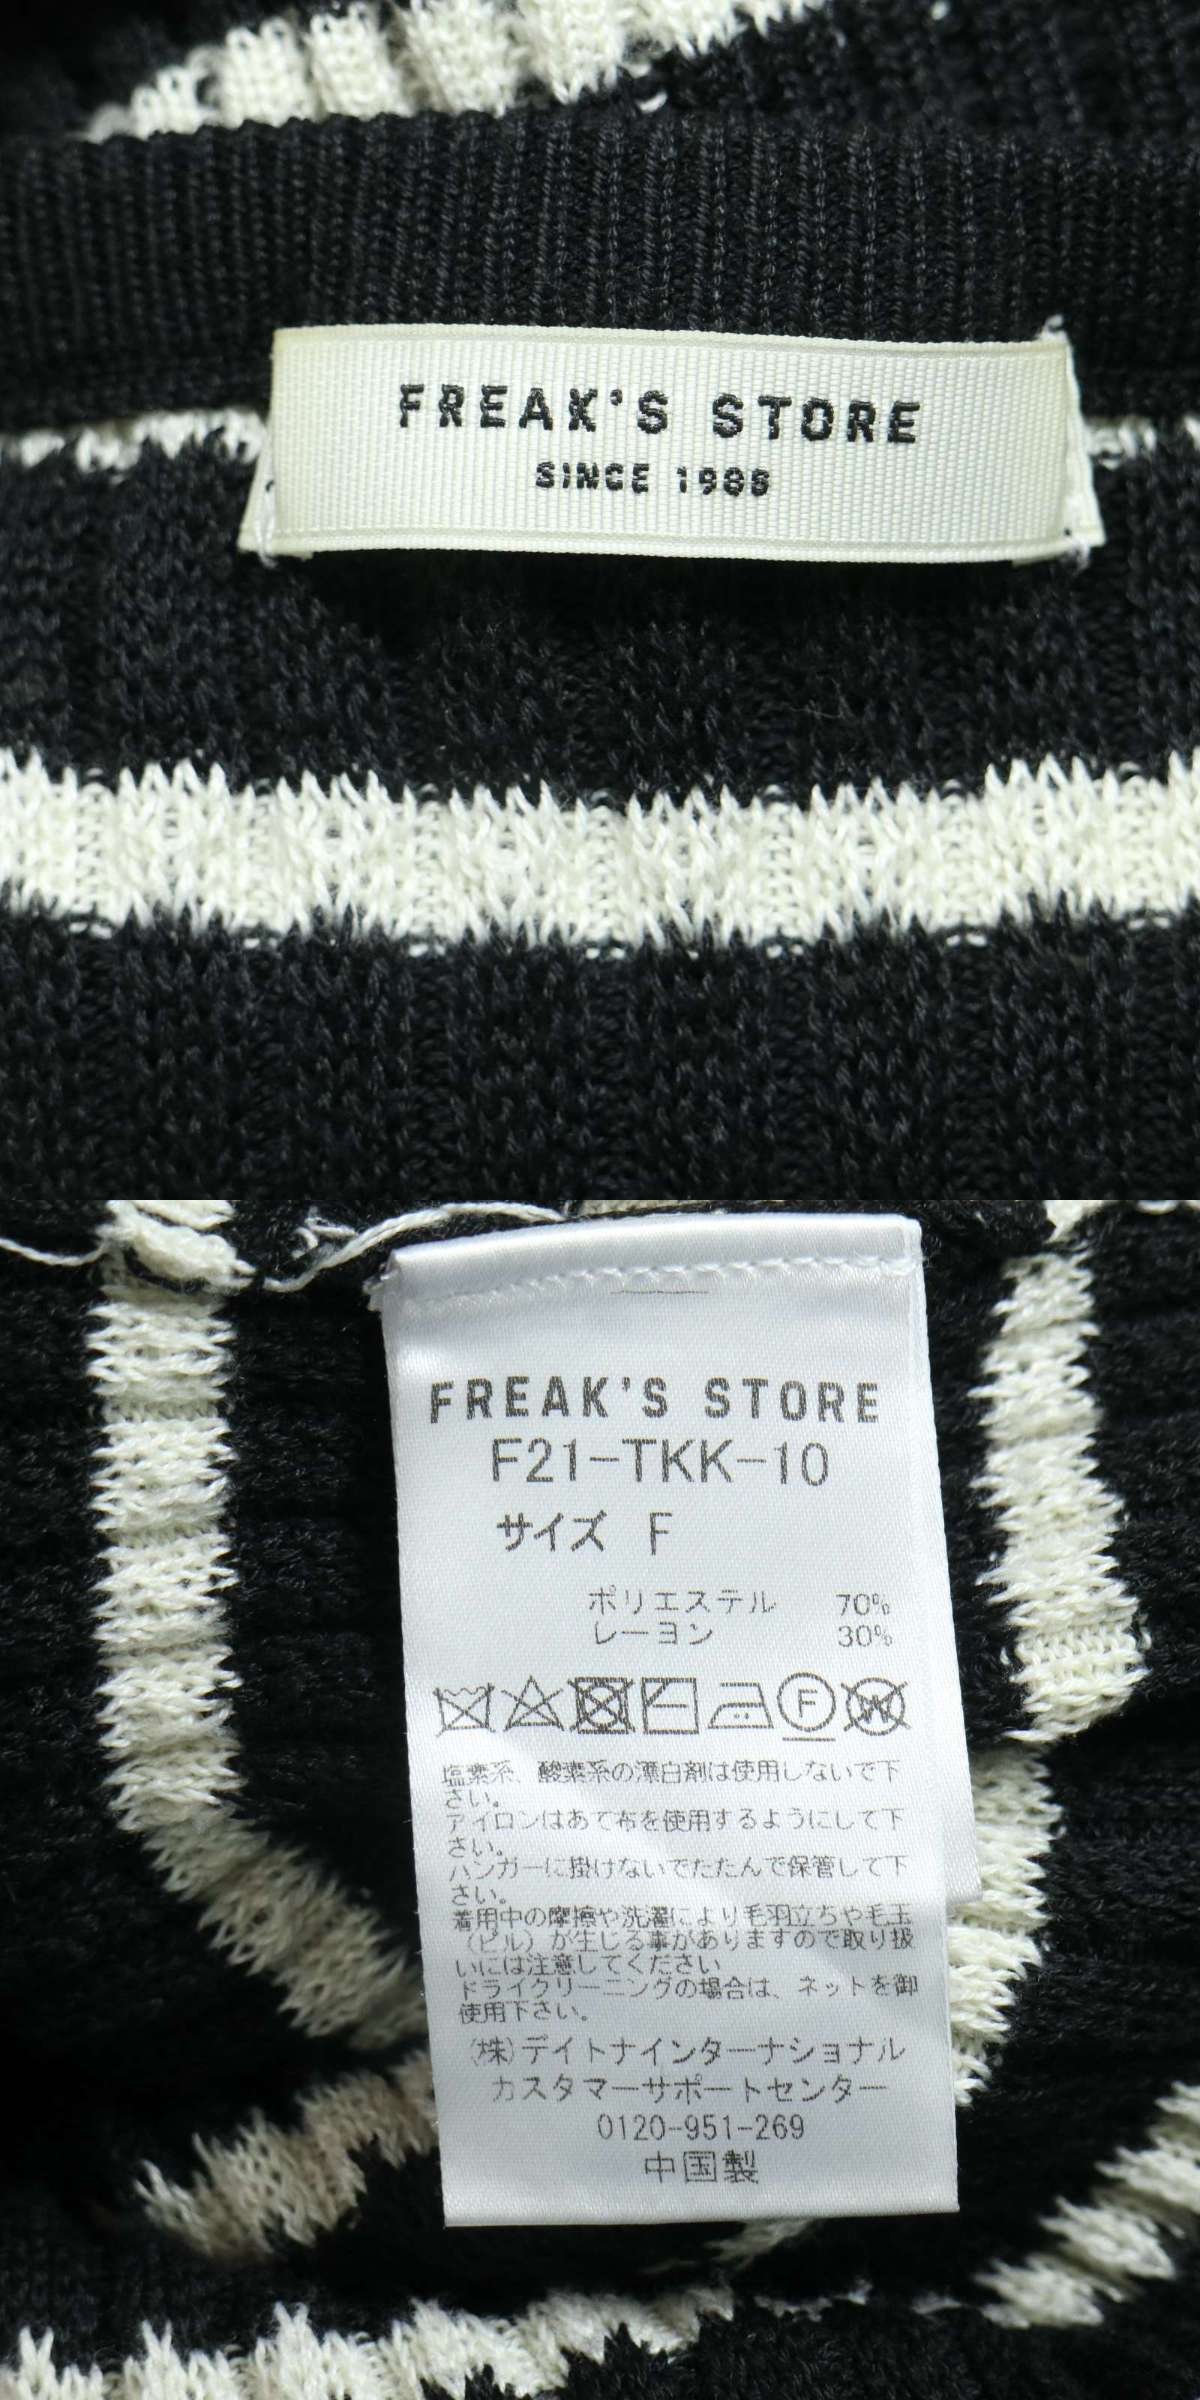 FREAK'S STORE
SINCE 1986
FREAK'S STORE
F21-TKK-10
サイズ F
ポリエステル 70%
レーヨン 30%
F W
塩素系、酸素系の漂白剤は使用しないで下
さい。
アイロンはあて布を使用するようにして下
さい。
ハンガーに掛けないでたたんで保管して下
さい。
着用中の摩擦や洗濯により毛羽立ちや毛玉
(ピル)が生じる事がありますので取り扱
いには注意してください
ドライクリーニングの場合は、ネットを御
使用下さい。
(株)デイトナインターナショナル
カスタマーサポートセンター
0120-951-269
中国製